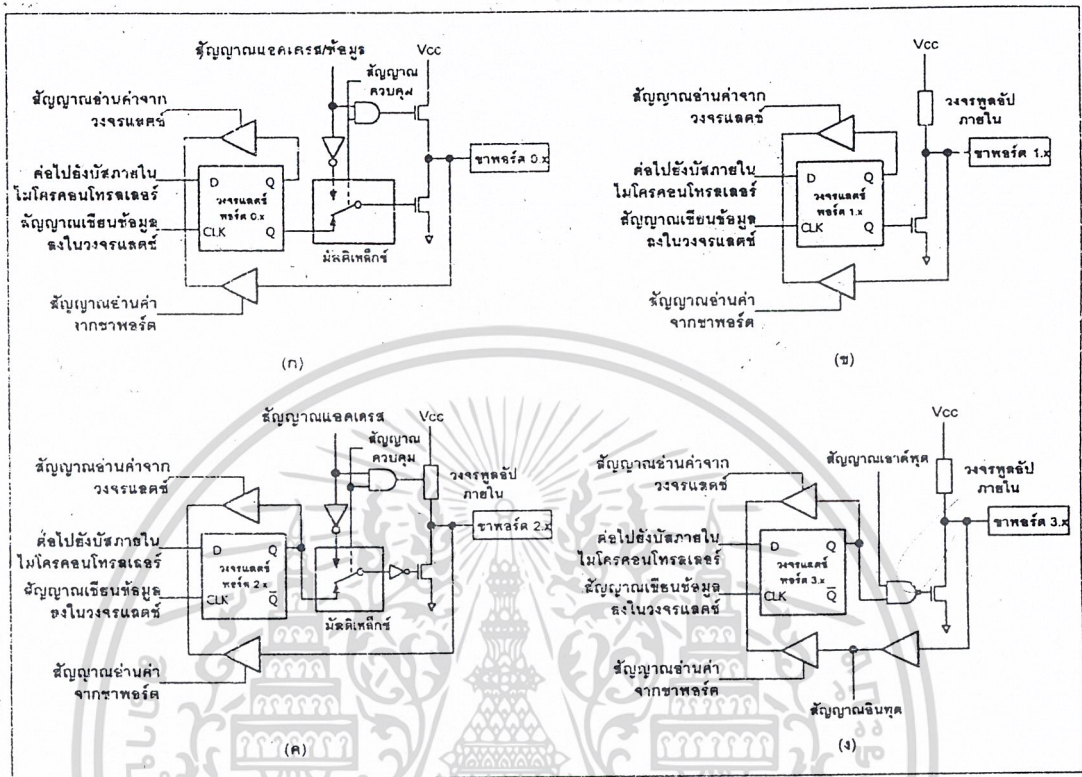 สัญญาณแอดเดรส/ข้อมูล
Vcc
สัญญาณ
ควบคุม
สัญญาณอ่านค่าจาก
วงจรแลตช์
ต่อไปยังบัสภายใน
ไมโครคอนโทรลเลอร์
สัญญาณเขียนข้อมูล
ลงในวงจรแลตช์
D
Q
วงจรแลตช์
พอร์ต 0.x
CLK
Q
มัลติเพล็กซ์
ขาพอร์ต 0.x
สัญญาณอ่านค่า
จากขาพอร์ต
(ก)
Vcc
สัญญาณอ่านค่าจาก
วงจรแลตช์
วงจรพูลอัป
ภายใน
ขาพอร์ต 1.x
ต่อไปยังบัสภายใน
ไมโครคอนโทรลเลอร์
สัญญาณเขียนข้อมูล
ลงในวงจรแลตช์
D
Q
วงจรแลตช์
พอร์ต 1.x
CLK
Q
สัญญาณอ่านค่า
จากขาพอร์ต
(ข)
สัญญาณแอดเดรส
Vcc
สัญญาณ
ควบคุม
สัญญาณอ่านค่าจาก
วงจรแลตช์
วงจรพูลอัป
ภายใน
ขาพอร์ต 2.x
ต่อไปยังบัสภายใน
ไมโครคอนโทรลเลอร์
สัญญาณเขียนข้อมูล
ลงในวงจรแลตช์
D
Q
วงจรแลตช์
พอร์ต 2.x
CLK
Q̅
มัลติเพล็กซ์
สัญญาณอ่านค่า
จากขาพอร์ต
(ค)
Vcc
สัญญาณเอาต์พุต
สัญญาณอ่านค่าจาก
วงจรแลตช์
วงจรพูลอัป
ภายใน
ขาพอร์ต 3.x
ต่อไปยังบัสภายใน
ไมโครคอนโทรลเลอร์
สัญญาณเขียนข้อมูล
ลงในวงจรแลตช์
D
Q
วงจรแลตช์
พอร์ต 3.x
CLK
Q̅
สัญญาณอ่านค่า
จากขาพอร์ต
สัญญาณอินพุต
(ง)